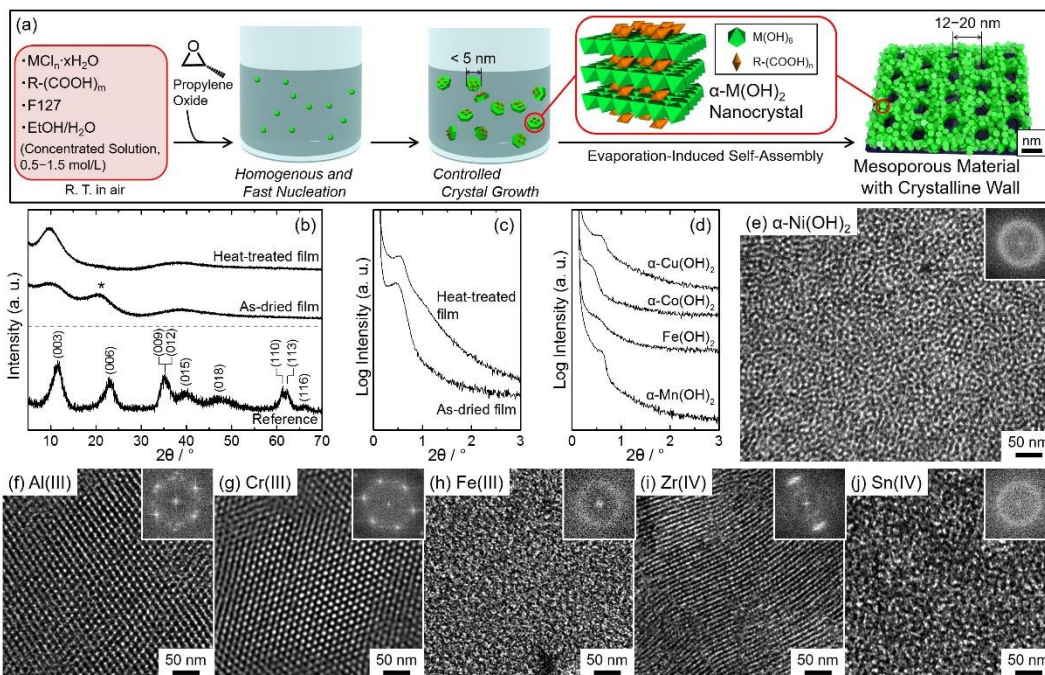 (a)
·MCln·xH2O
·R-(COOH)m
·F127
·EtOH/H2O
(Concentrated Solution,
0.5–1.5 mol/L)
R. T. in air
Propylene
Oxide
Homogenous and
Fast Nucleation
< 5 nm
Controlled
Crystal Growth
M(OH)6
R-(COOH)n
α-M(OH)2
Nanocrystal
Evaporation-Induced Self-Assembly
12–20 nm
nm
Mesoporous Material
with Crystalline Wall
(b)
Intensity (a. u.)
Heat-treated film
*
As-dried film
(003)
(006)
(009)
(012)
(015)
(018)
(110)
(113)
(116)
Reference
10 20 30 40 50 60 70
2θ / °
(c)
Log Intensity (a. u.)
Heat-treated
film
As-dried film
0 1 2 3
2θ / °
(d)
Log Intensity (a. u.)
α-Cu(OH)2
α-Co(OH)2
Fe(OH)2
α-Mn(OH)2
0 1 2 3
2θ / °
(e) α-Ni(OH)2
50 nm
(f) Al(III)
50 nm
(g) Cr(III)
50 nm
(h) Fe(III)
50 nm
(i) Zr(IV)
50 nm
(j) Sn(IV)
50 nm